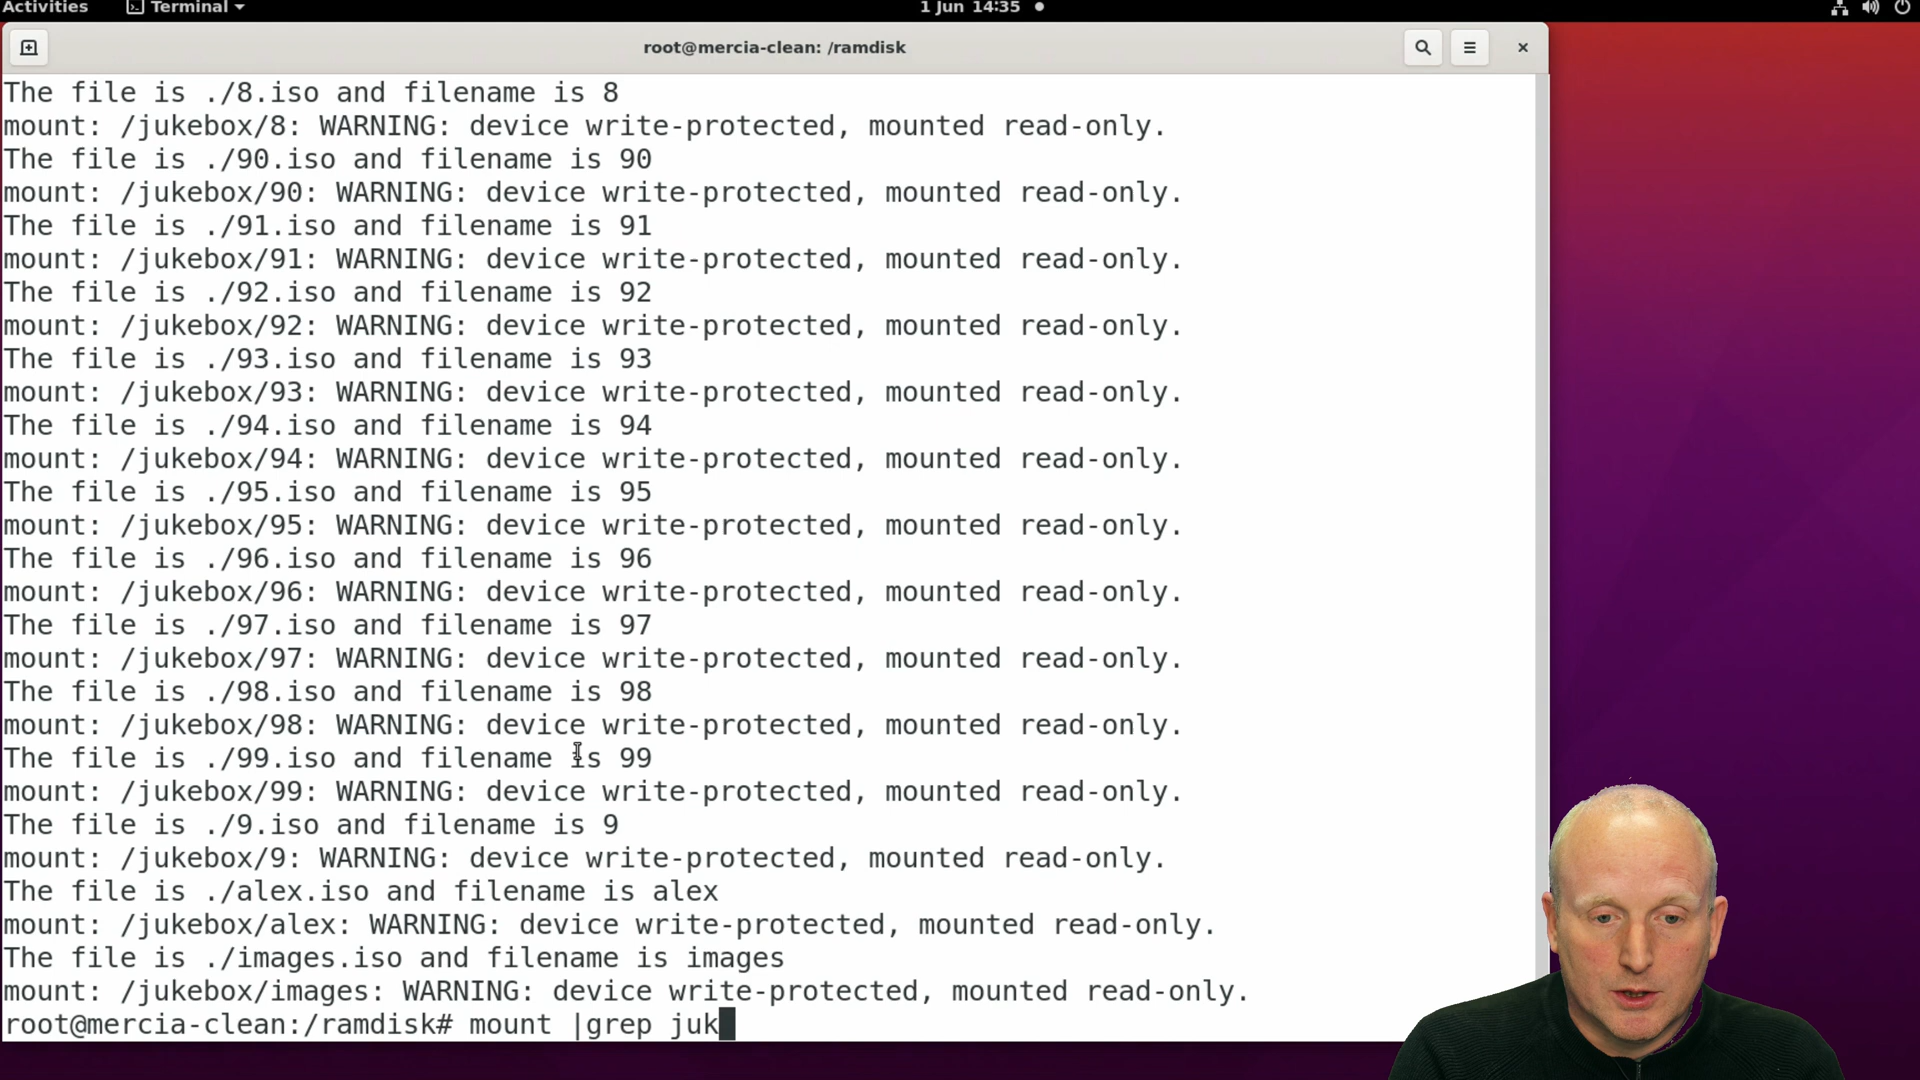 Activities Terminal 1 Jun 14:35
root@mercia-clean: /ramdisk
The file is ./8.iso and filename is 8
mount: /jukebox/8: WARNING: device write-protected, mounted read-only.
The file is ./90.iso and filename is 90
mount: /jukebox/90: WARNING: device write-protected, mounted read-only.
The file is ./91.iso and filename is 91
mount: /jukebox/91: WARNING: device write-protected, mounted read-only.
The file is ./92.iso and filename is 92
mount: /jukebox/92: WARNING: device write-protected, mounted read-only.
The file is ./93.iso and filename is 93
mount: /jukebox/93: WARNING: device write-protected, mounted read-only.
The file is ./94.iso and filename is 94
mount: /jukebox/94: WARNING: device write-protected, mounted read-only.
The file is ./95.iso and filename is 95
mount: /jukebox/95: WARNING: device write-protected, mounted read-only.
The file is ./96.iso and filename is 96
mount: /jukebox/96: WARNING: device write-protected, mounted read-only.
The file is ./97.iso and filename is 97
mount: /jukebox/97: WARNING: device write-protected, mounted read-only.
The file is ./98.iso and filename is 98
mount: /jukebox/98: WARNING: device write-protected, mounted read-only.
The file is ./99.iso and filename is 99
mount: /jukebox/99: WARNING: device write-protected, mounted read-only.
The file is ./9.iso and filename is 9
mount: /jukebox/9: WARNING: device write-protected, mounted read-only.
The file is ./alex.iso and filename is alex
mount: /jukebox/alex: WARNING: device write-protected, mounted read-only.
The file is ./images.iso and filename is images
mount: /jukebox/images: WARNING: device write-protected, mounted read-only.
root@mercia-clean:/ramdisk# mount |grep juk